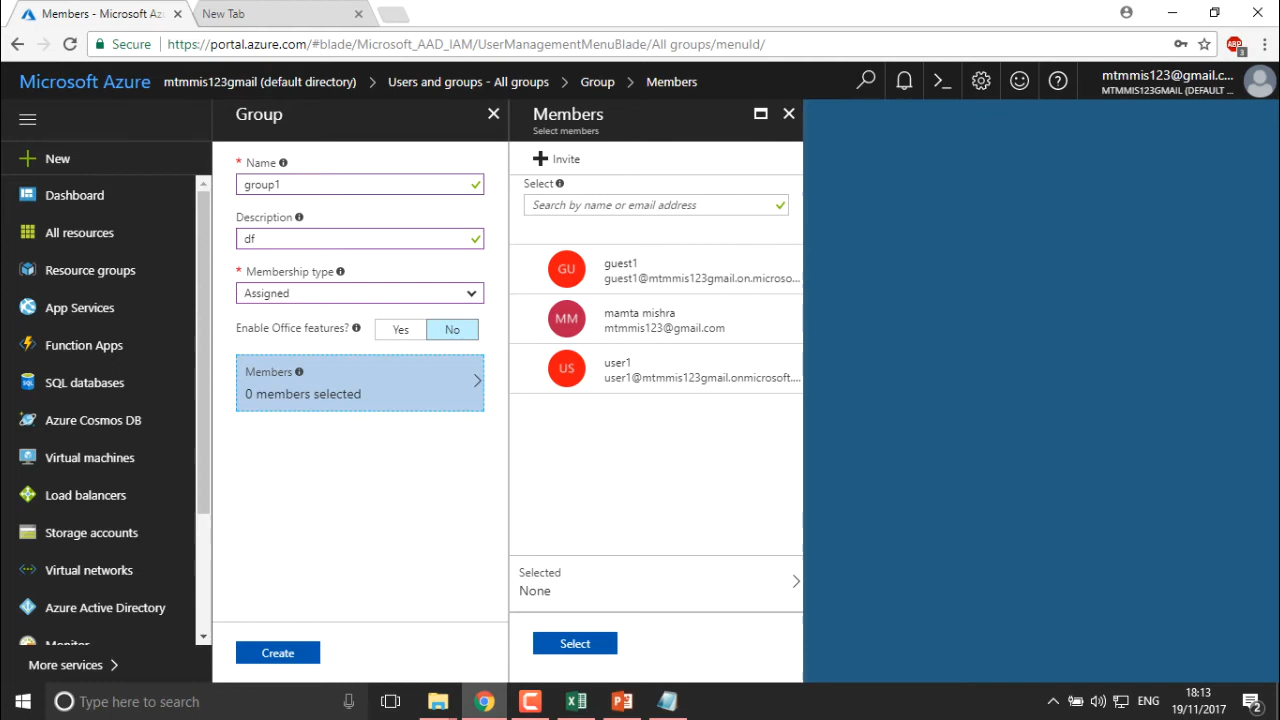 Members - Microsoft Az
New Tab
Secure
https://portal.azure.com/#blade/Microsoft_AAD_IAM/UserManagementMenuBlade/All groups/menuId/
ABP
3
Microsoft Azure
mtmmis123gmail (default directory)
Users and groups - All groups
Group
Members
mtmmis123@gmail.c...
MTMMIS123GMAIL (DEFAULT ...
New
Dashboard
All resources
Resource groups
App Services
Function Apps
SQL databases
Azure Cosmos DB
Virtual machines
Load balancers
Storage accounts
Virtual networks
Azure Active Directory
Monitor
More services
Group
* Name
group1
Description
df
* Membership type
Assigned
Enable Office features?
Yes
No
Members
0 members selected
Create
Members
Select members
Invite
Select
Search by name or email address
GU
guest1
guest1@mtmmis123gmail.on.microso...
MM
mamta mishra
mtmmis123@gmail.com
US
user1
user1@mtmmis123gmail.onmicrosoft....
Selected
None
Select
Type here to search
ENG
18:13
19/11/2017
2